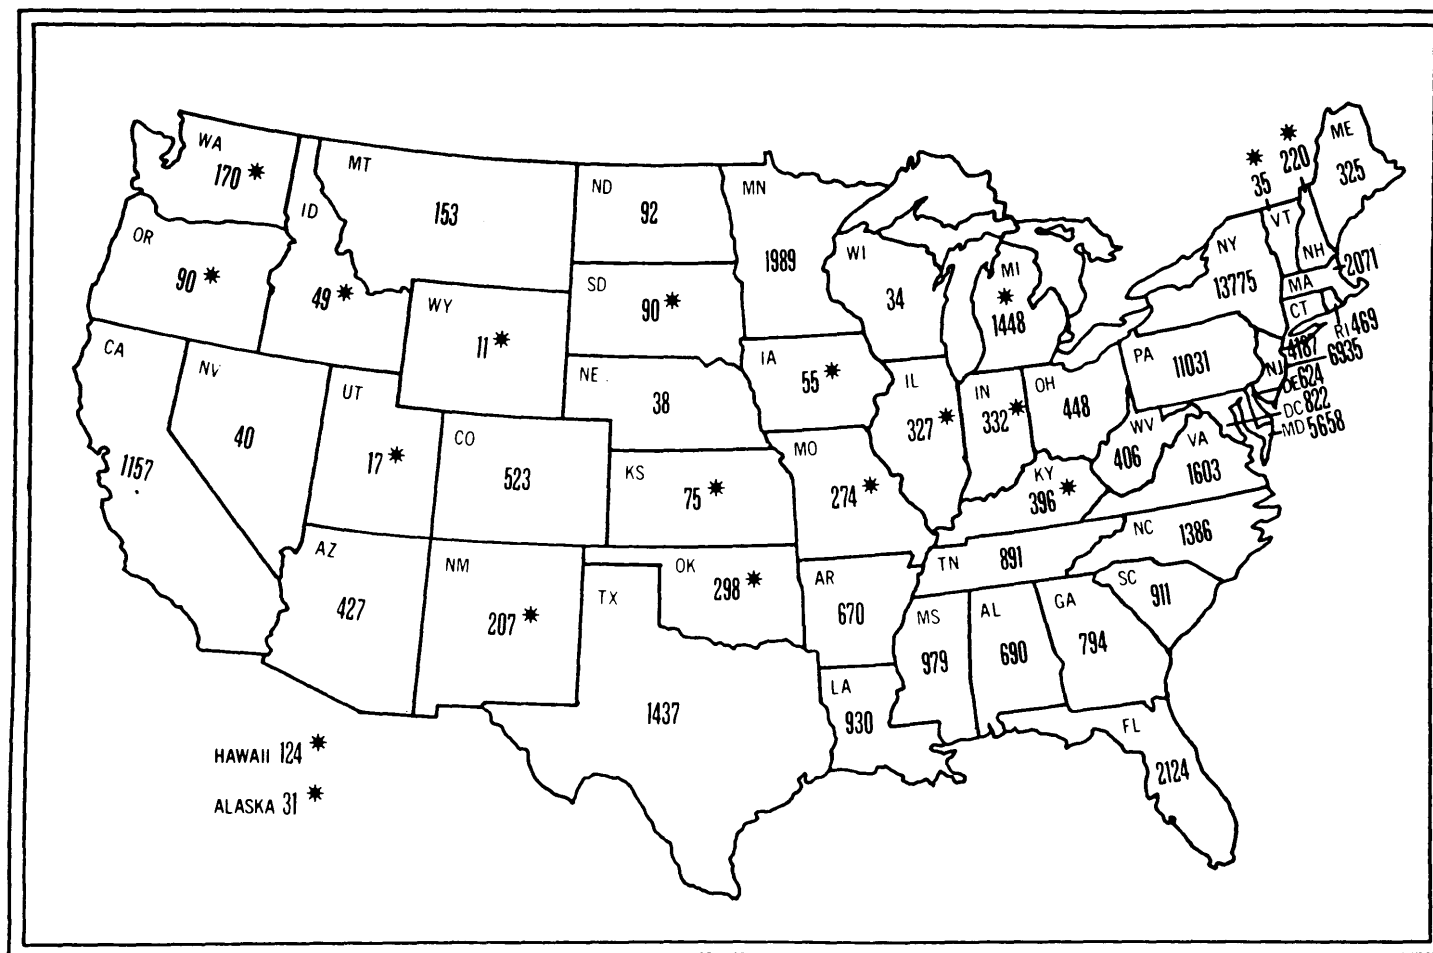 WA
170 *
MT
153
ID
49 *
OR
90 *
WY
11 *
ND
92
SD
90 *
NE
38
MN
1989
IA
55 *
WI
34
MI
*
1448
CA
1157
NV
40
UT
17 *
CO
523
KS
75 *
MO
274 *
IL
327 *
IN
332 *
OH
448
KY
396 *
WV
406
VA
1603
PA
11031
NY
13775
VT
* 35
NH
* 220
ME
325
MA
2071
CT
4187
RI 469
NJ
6935
DE 624
DC 822
MD 5658
AZ
427
NM
207 *
TX
1437
OK
298 *
AR
670
LA
930
TN
891
NC
1386
SC
911
MS
979
AL
690
GA
794
FL
2124
HAWAII 124 *
ALASKA 31 *